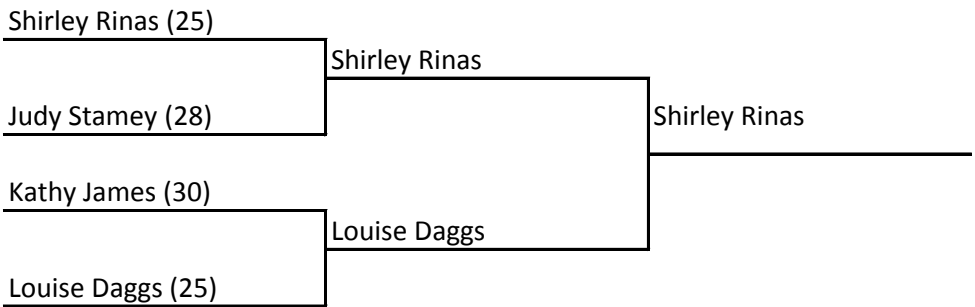 Shirley Rinas (25)
Shirley Rinas
Judy Stamey (28)
Shirley Rinas
Kathy James (30)
Louise Daggs
Louise Daggs (25)